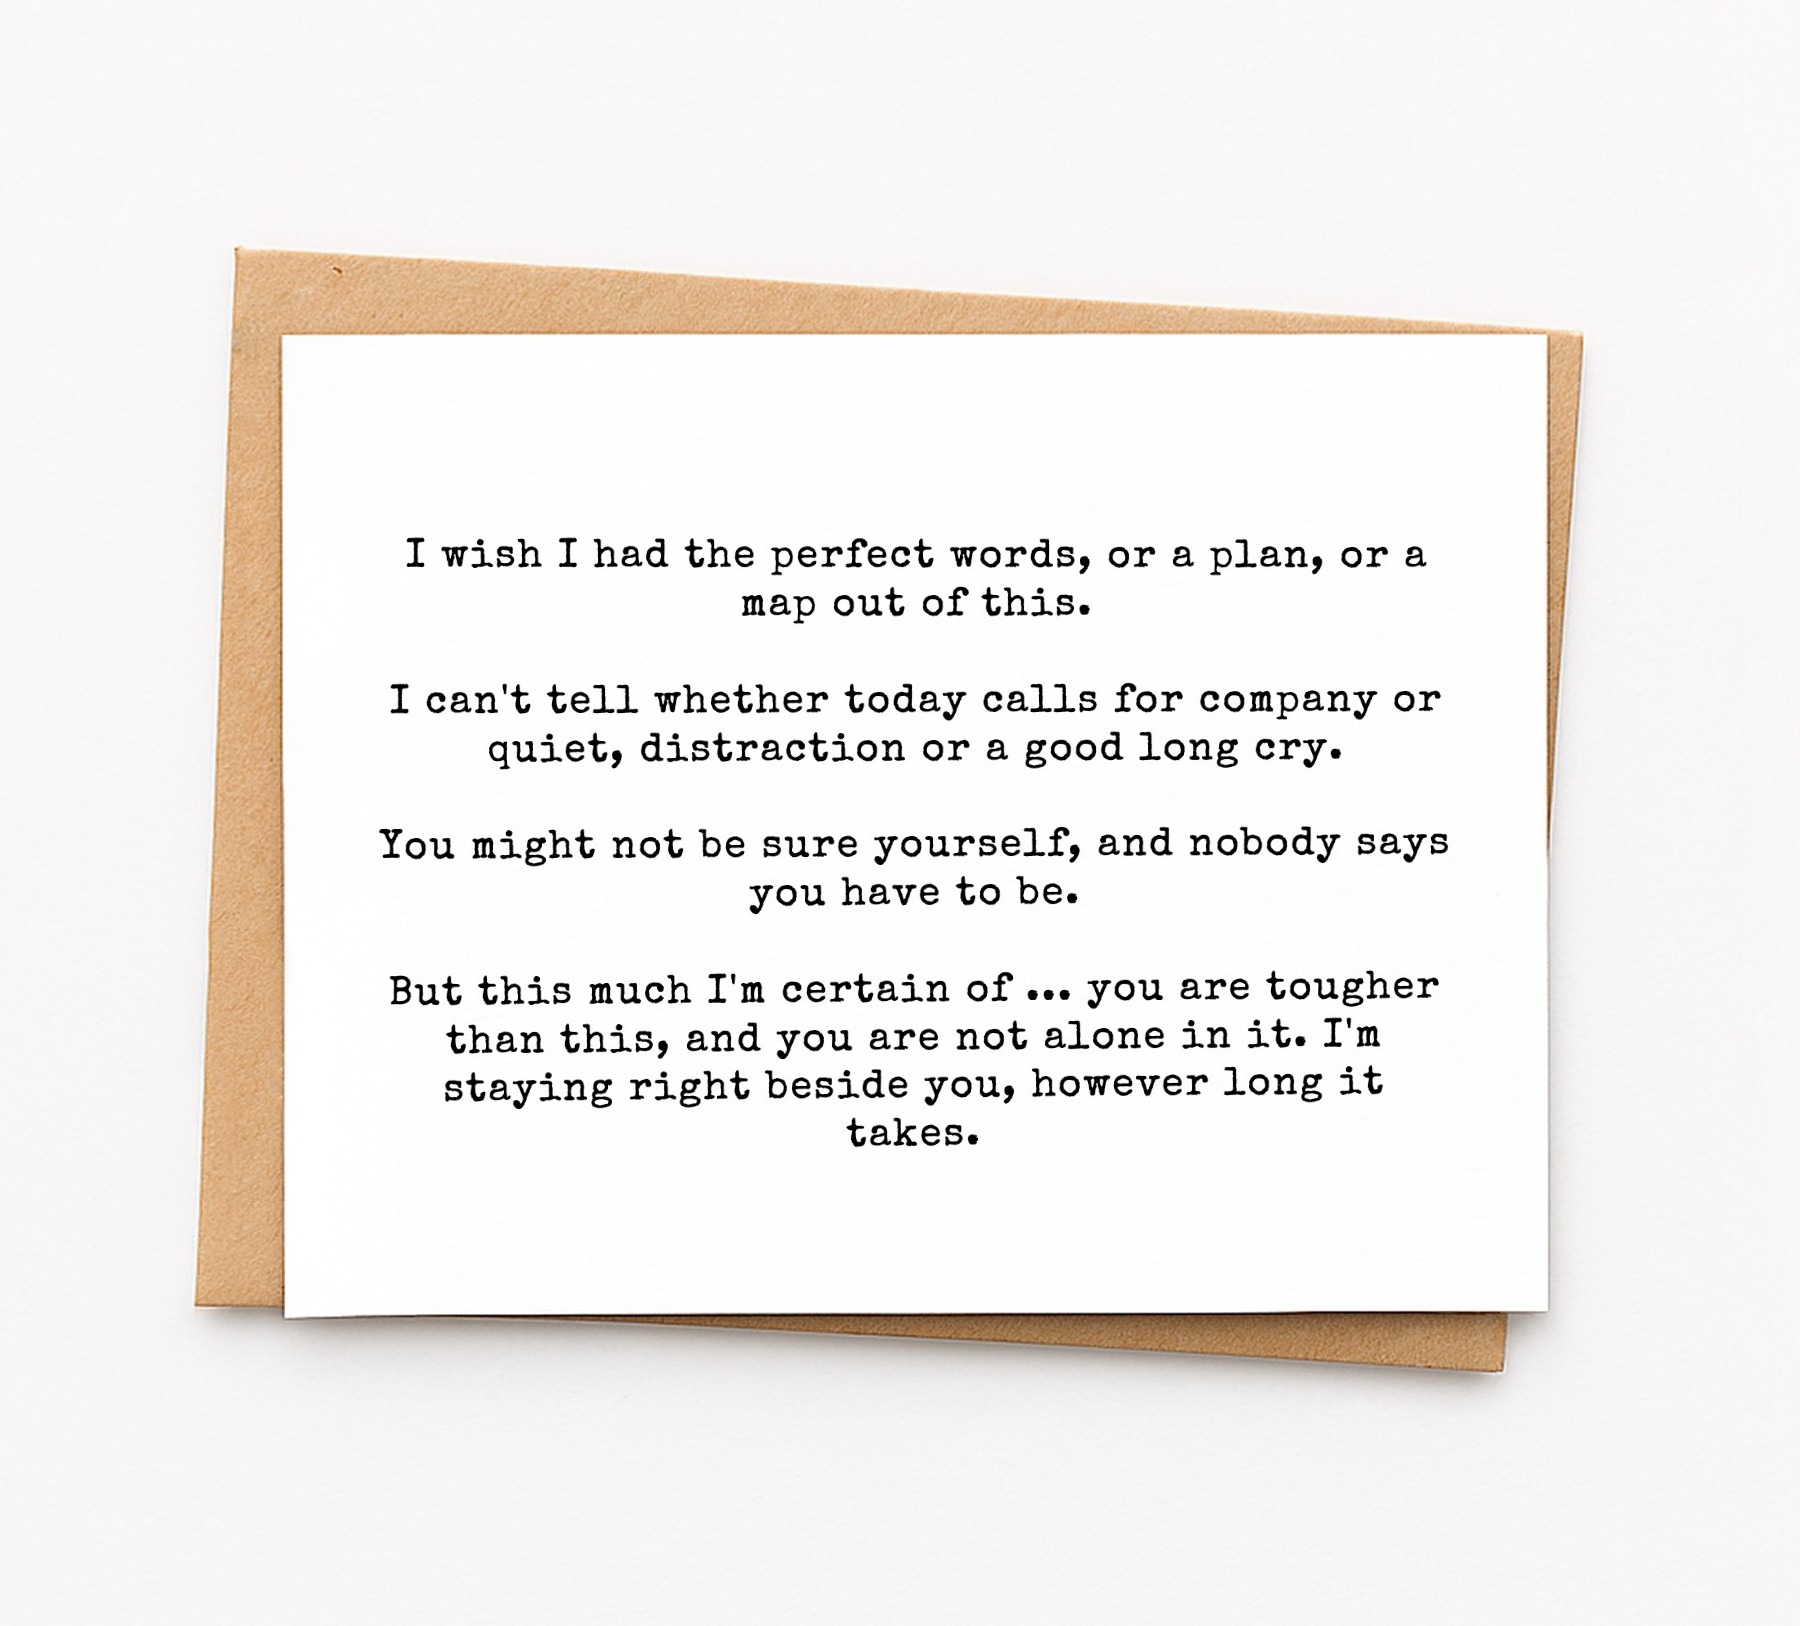 I wish I had the perfect words, or a plan, or a
map out of this.
I can't tell whether today calls for company or
quiet, distraction or a good long cry.
You might not be sure yourself, and nobody says
you have to be.
But this much I'm certain of ... you are tougher
than this, and you are not alone in it. I'm
staying right beside you, however long it
takes.